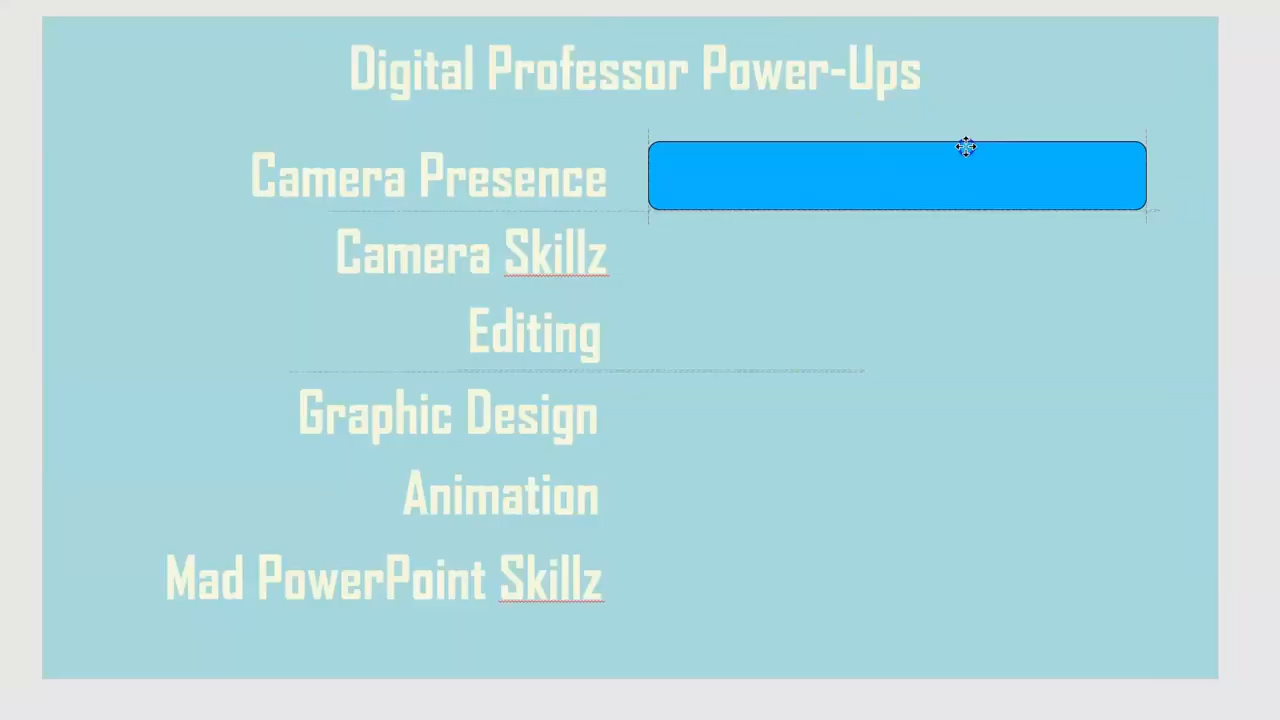 Digital Professor Power-Ups
Camera Presence
Camera Skillz
Editing
Graphic Design
Animation
Mad PowerPoint Skillz